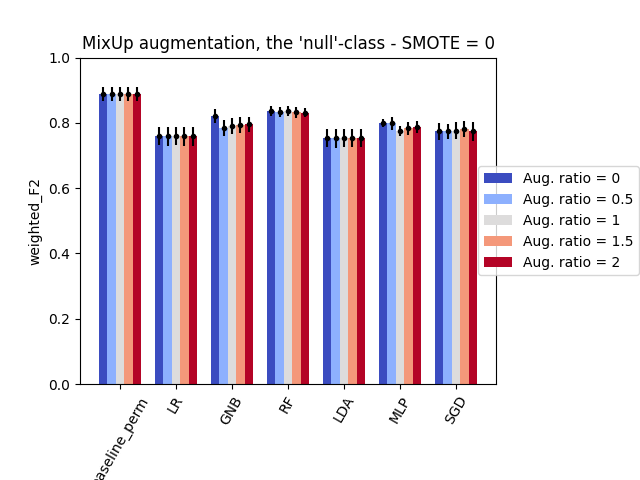 MixUp augmentation, the 'null'-class - SMOTE = 0
weighted_F2
1.0
0.8
0.6
0.4
0.2
0.0
aseline_perm
LR
GNB
RF
LDA
MLP
SGD
Aug. ratio = 0
Aug. ratio = 0.5
Aug. ratio = 1
Aug. ratio = 1.5
Aug. ratio = 2